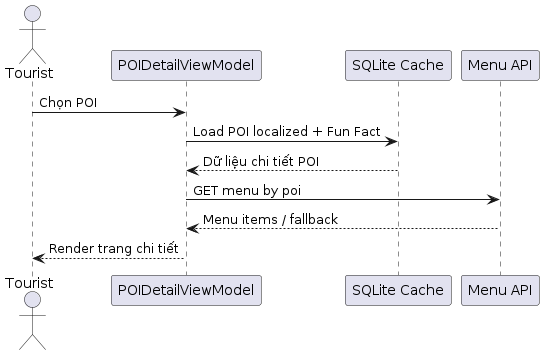 Tourist
POIDetailViewModel
SQLite Cache
Menu API
Chọn POI
Load POI localized + Fun Fact
Dữ liệu chi tiết POI
GET menu by poi
Menu items / fallback
Render trang chi tiết
Tourist
POIDetailViewModel
SQLite Cache
Menu API